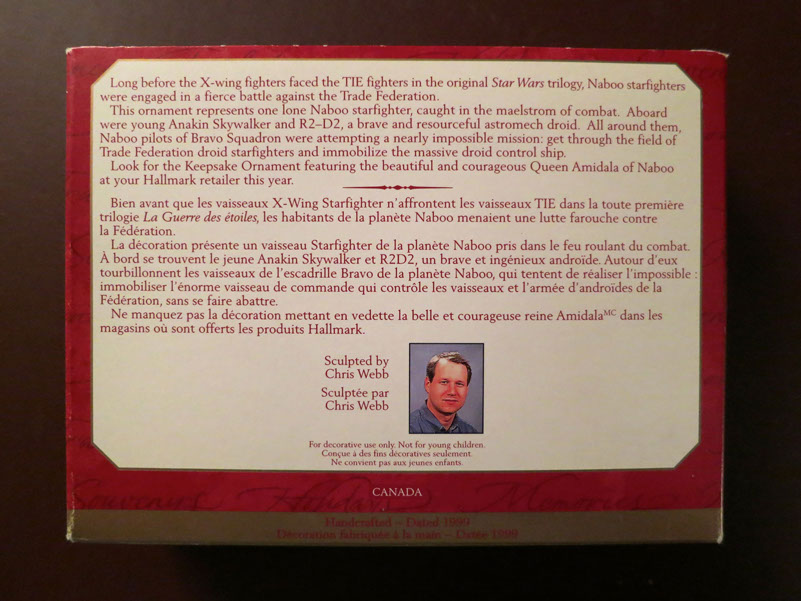 Long before the X-wing fighters faced the TIE fighters in the original Star Wars trilogy, Naboo starfighters
were engaged in a fierce battle against the Trade Federation.
This ornament represents one lone Naboo starfighter, caught in the maelstrom of combat. Aboard
were young Anakin Skywalker and R2–D2, a brave and resourceful astromech droid. All around them,
Naboo pilots of Bravo Squadron were attempting a nearly impossible mission: get through the field of
Trade Federation droid starfighters and immobilize the massive droid control ship.
Look for the Keepsake Ornament featuring the beautiful and courageous Queen Amidala of Naboo
at your Hallmark retailer this year.
Bien avant que les vaisseaux X-Wing Starfighter n'affrontent les vaisseaux TIE dans la toute première
trilogie La Guerre des étoiles, les habitants de la planète Naboo menaient une lutte farouche contre
la Fédération.
La décoration présente un vaisseau Starfighter de la planète Naboo pris dans le feu roulant du combat.
À bord se trouvent le jeune Anakin Skywalker et R2D2, un brave et ingénieux androïde. Autour d'eux
tourbillonnent les vaisseaux de l'escadrille Bravo de la planète Naboo, qui tentent de réaliser l'impossible :
immobiliser l'énorme vaisseau de commande qui contrôle les vaisseaux et l'armée d'androïdes de la
Fédération, sans se faire abattre.
Ne manquez pas la décoration mettant en vedette la belle et courageuse reine Amidalaᴹᶜ dans les
magasins où sont offerts les produits Hallmark.
Sculpted by
Chris Webb
Sculptée par
Chris Webb
For decorative use only. Not for young children.
Conçue à des fins décoratives seulement.
Ne convient pas aux jeunes enfants.
Souvenirs Holidays Memories
CANADA
Handcrafted – Dated 1999
Décoration fabriquée à la main – Datée 1999